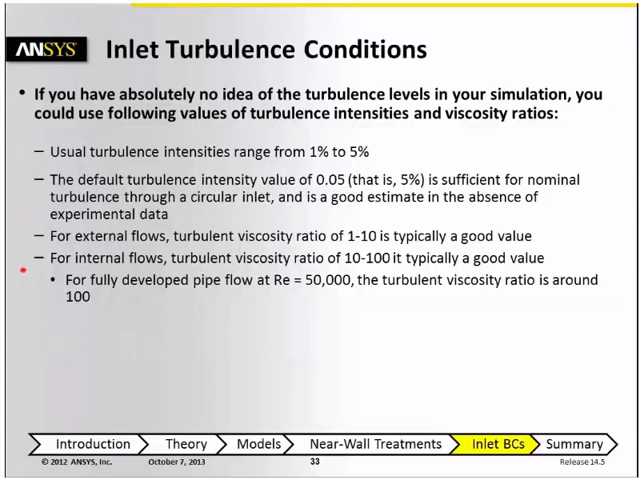 ANSYS
Inlet Turbulence Conditions
• If you have absolutely no idea of the turbulence levels in your simulation, you
could use following values of turbulence intensities and viscosity ratios:
– Usual turbulence intensities range from 1% to 5%
– The default turbulence intensity value of 0.05 (that is, 5%) is sufficient for nominal
turbulence through a circular inlet, and is a good estimate in the absence of
experimental data
– For external flows, turbulent viscosity ratio of 1-10 is typically a good value
– For internal flows, turbulent viscosity ratio of 10-100 it typically a good value
• For fully developed pipe flow at Re = 50,000, the turbulent viscosity ratio is around
100
Introduction Theory Models Near-Wall Treatments Inlet BCs Summary
© 2012 ANSYS, Inc. October 7, 2013 33 Release 14.5